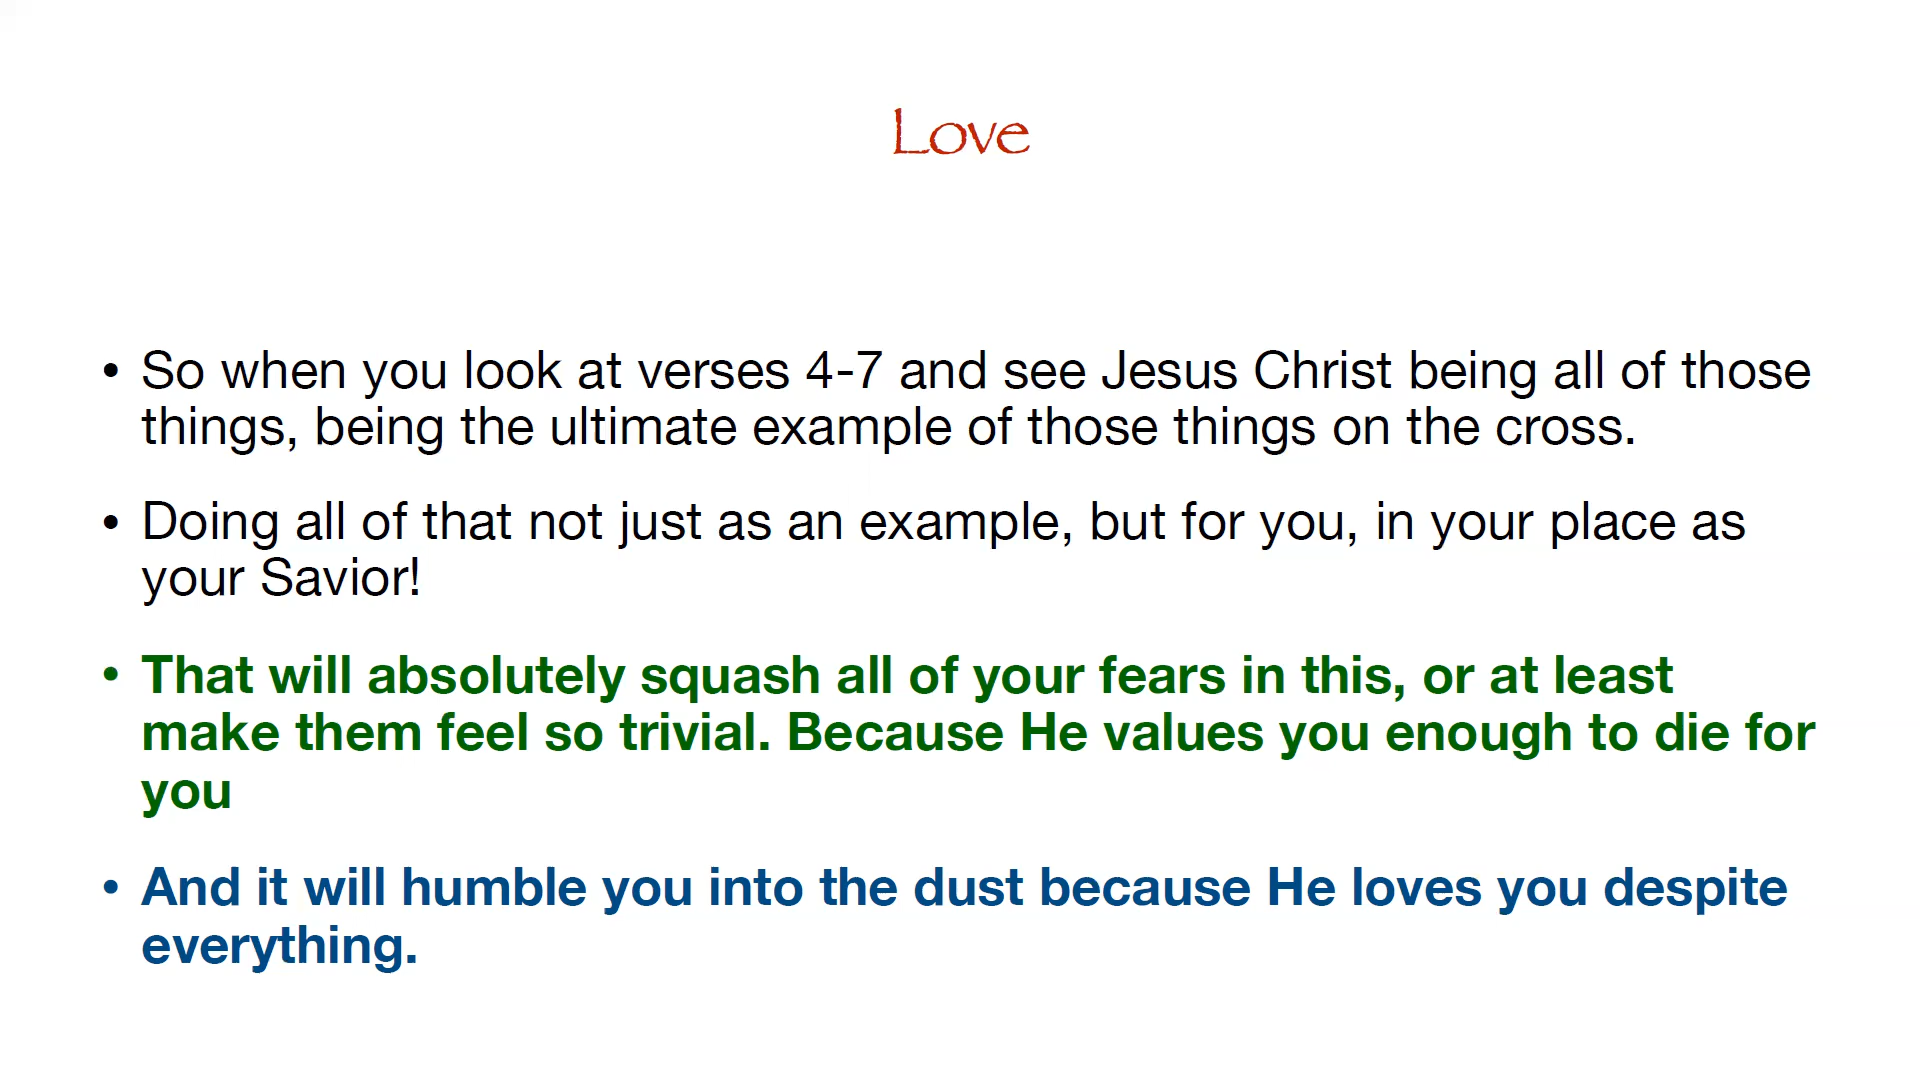 Love
• So when you look at verses 4-7 and see Jesus Christ being all of those
things, being the ultimate example of those things on the cross.
• Doing all of that not just as an example, but for you, in your place as
your Savior!
• That will absolutely squash all of your fears in this, or at least
make them feel so trivial. Because He values you enough to die for
you
• And it will humble you into the dust because He loves you despite
everything.